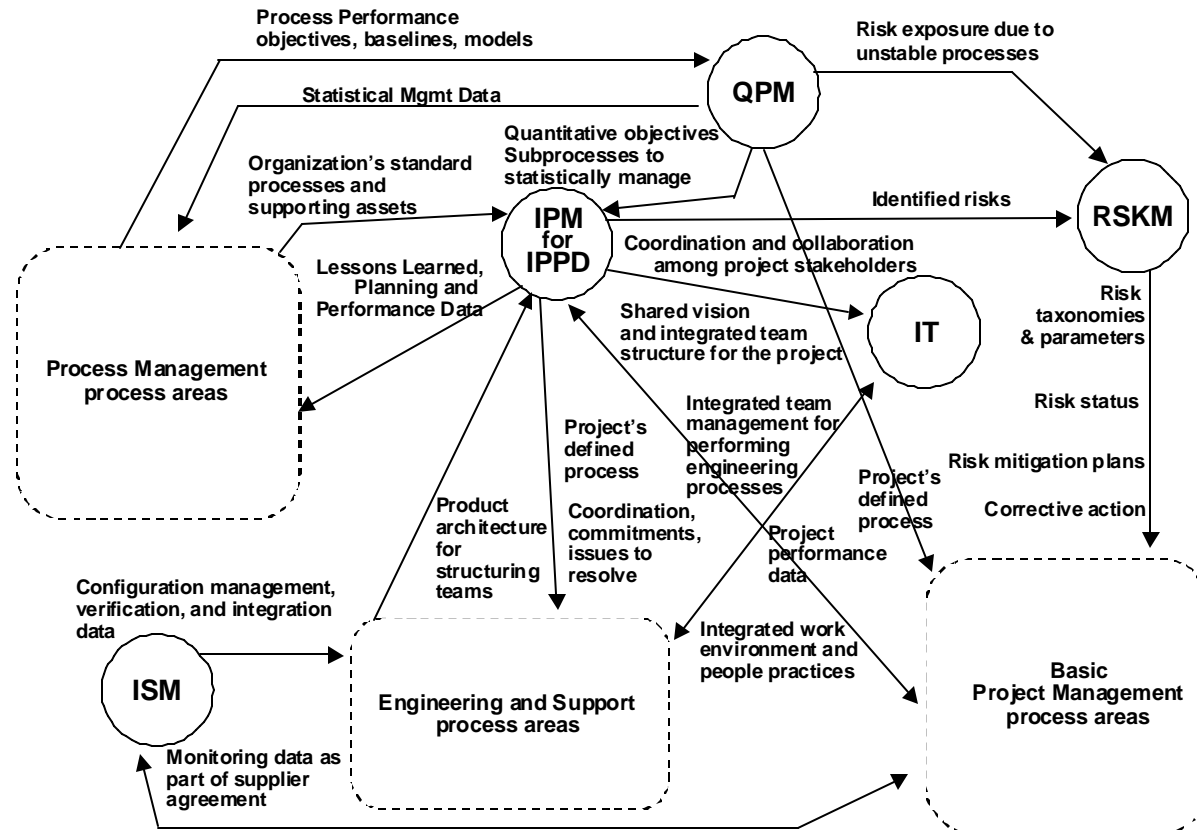 Process Performance
objectives, baselines, models
Risk exposure due to
unstable processes
QPM
Statistical Mgmt Data
Quantitative objectives
Subprocesses to
statistically manage
Organization's standard
processes and
supporting assets
IPM
for
IPPD
Identified risks
RSKM
Coordination and collaboration
among project stakeholders
Lessons Learned,
Planning and
Performance Data
Shared vision
and integrated team
structure for the project
IT
Risk
taxonomies
& parameters
Risk status
Risk mitigation plans
Corrective action
Process Management
process areas
Project's
defined
process
Integrated team
management for
performing
engineering
processes
Project's
defined
process
Product
architecture
for
structuring
teams
Coordination,
commitments,
issues to
resolve
Project
performance
data
Configuration management,
verification, and integration
data
Integrated work
environment and
people practices
ISM
Engineering and Support
process areas
Basic
Project Management
process areas
Monitoring data as
part of supplier
agreement